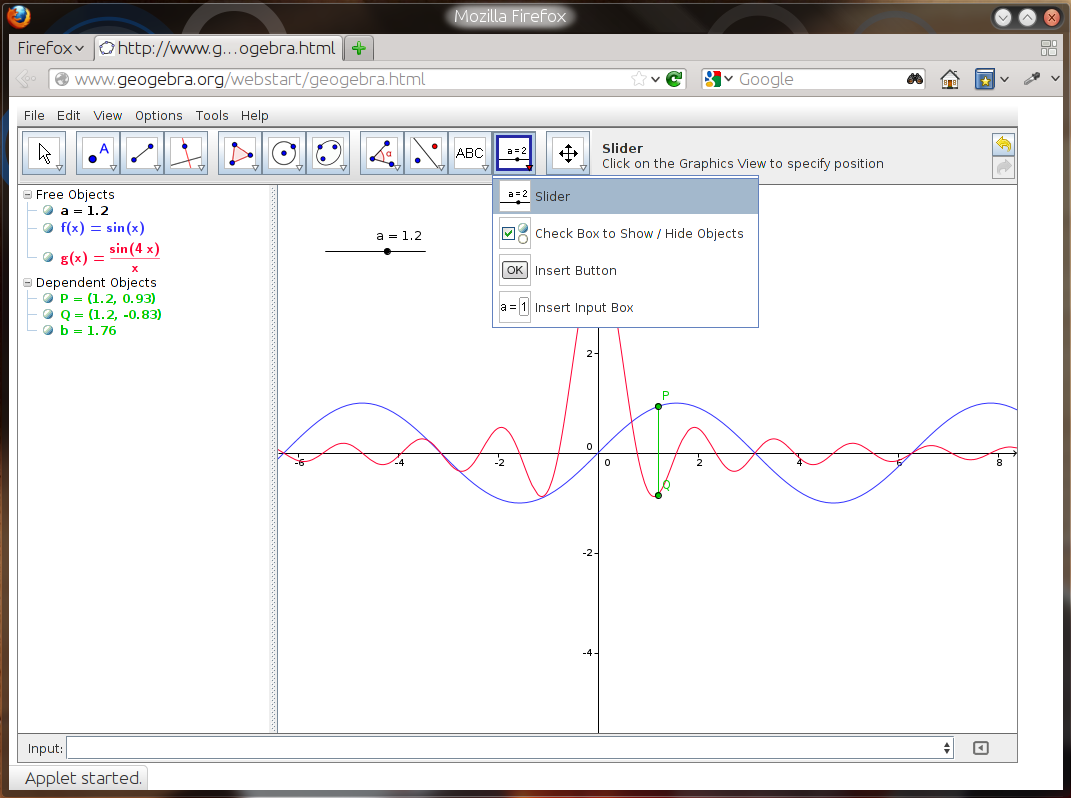 Mozilla Firefox
Firefox
http://www.g...ogebra.html
www.geogebra.org/webstart/geogebra.html
Google
File Edit View Options Tools Help
A
α
ABC
a = 2
Slider
Click on the Graphics View to specify position
Free Objects
a = 1.2
f(x) = sin(x)
g(x) = sin(4 x) / x
Dependent Objects
P = (1.2, 0.93)
Q = (1.2, -0.83)
b = 1.76
a = 2 Slider
Check Box to Show / Hide Objects
OK Insert Button
a = 1 Insert Input Box
a = 1.2
2
P
0
-6 -4 -2 0 2 4 6 8
Q
-2
-4
Input:
Applet started.